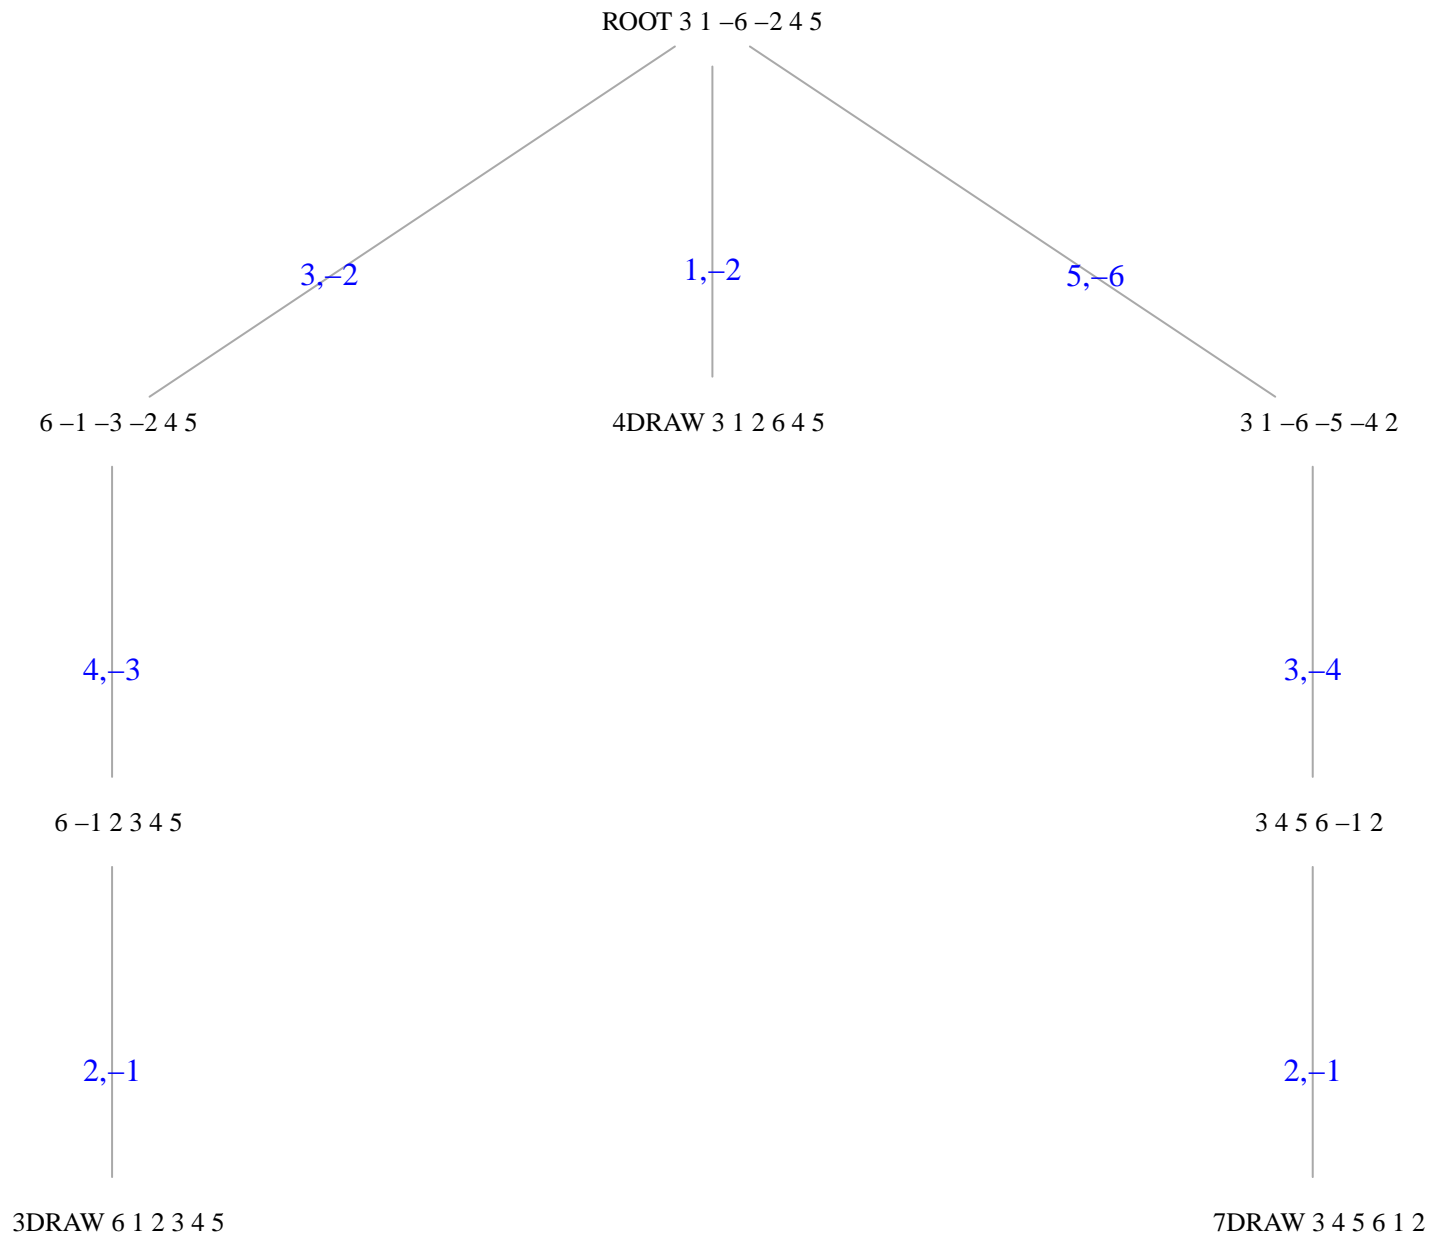 ROOT 3 1 –6 –2 4 5
3,–2
1,–2
5,–6
6 –1 –3 –2 4 5
4DRAW 3 1 2 6 4 5
3 1 –6 –5 –4 2
4,–3
3,–4
6 –1 2 3 4 5
3 4 5 6 –1 2
2,–1
2,–1
3DRAW 6 1 2 3 4 5
7DRAW 3 4 5 6 1 2